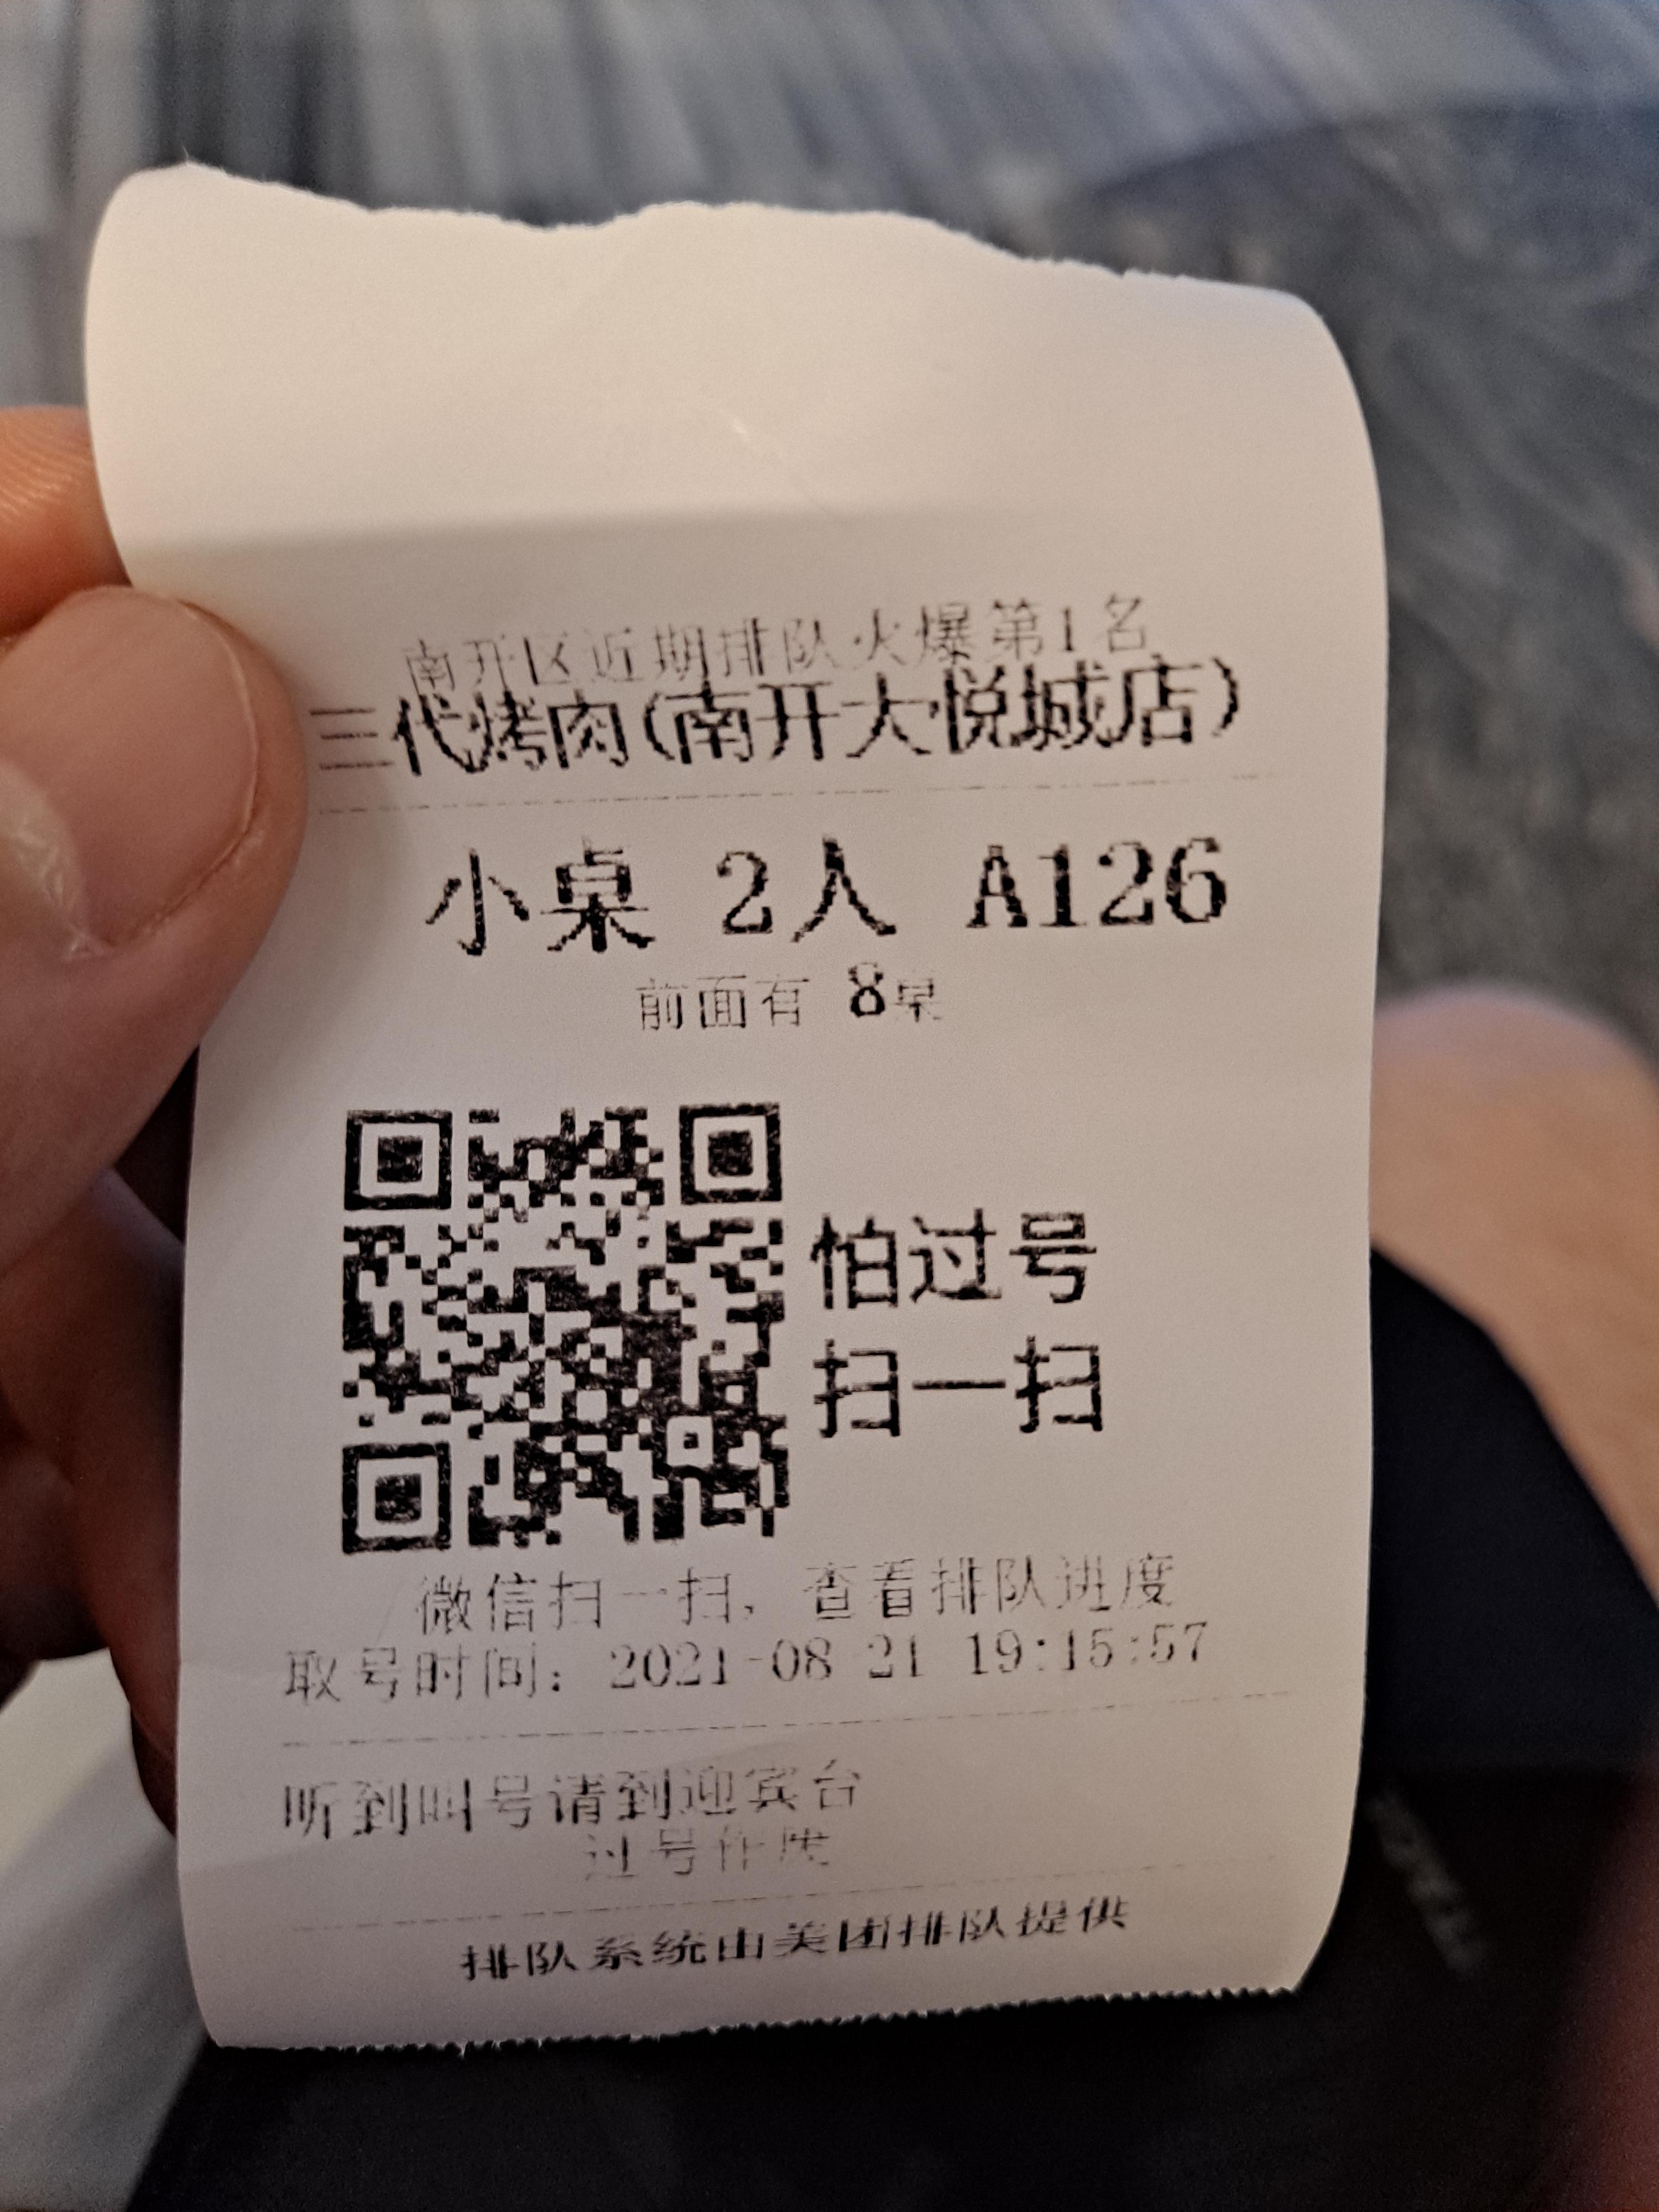 南开区近期排队火爆第1名
三代烤肉(南开大悦城店)
小桌 2人 A126
前面有 8桌
怕过号
扫一扫
微信扫一扫，查看排队进度
取号时间：2021-08-21 19:15:57
听到叫号请到迎宾台
过号作废
排队系统由美团排队提供